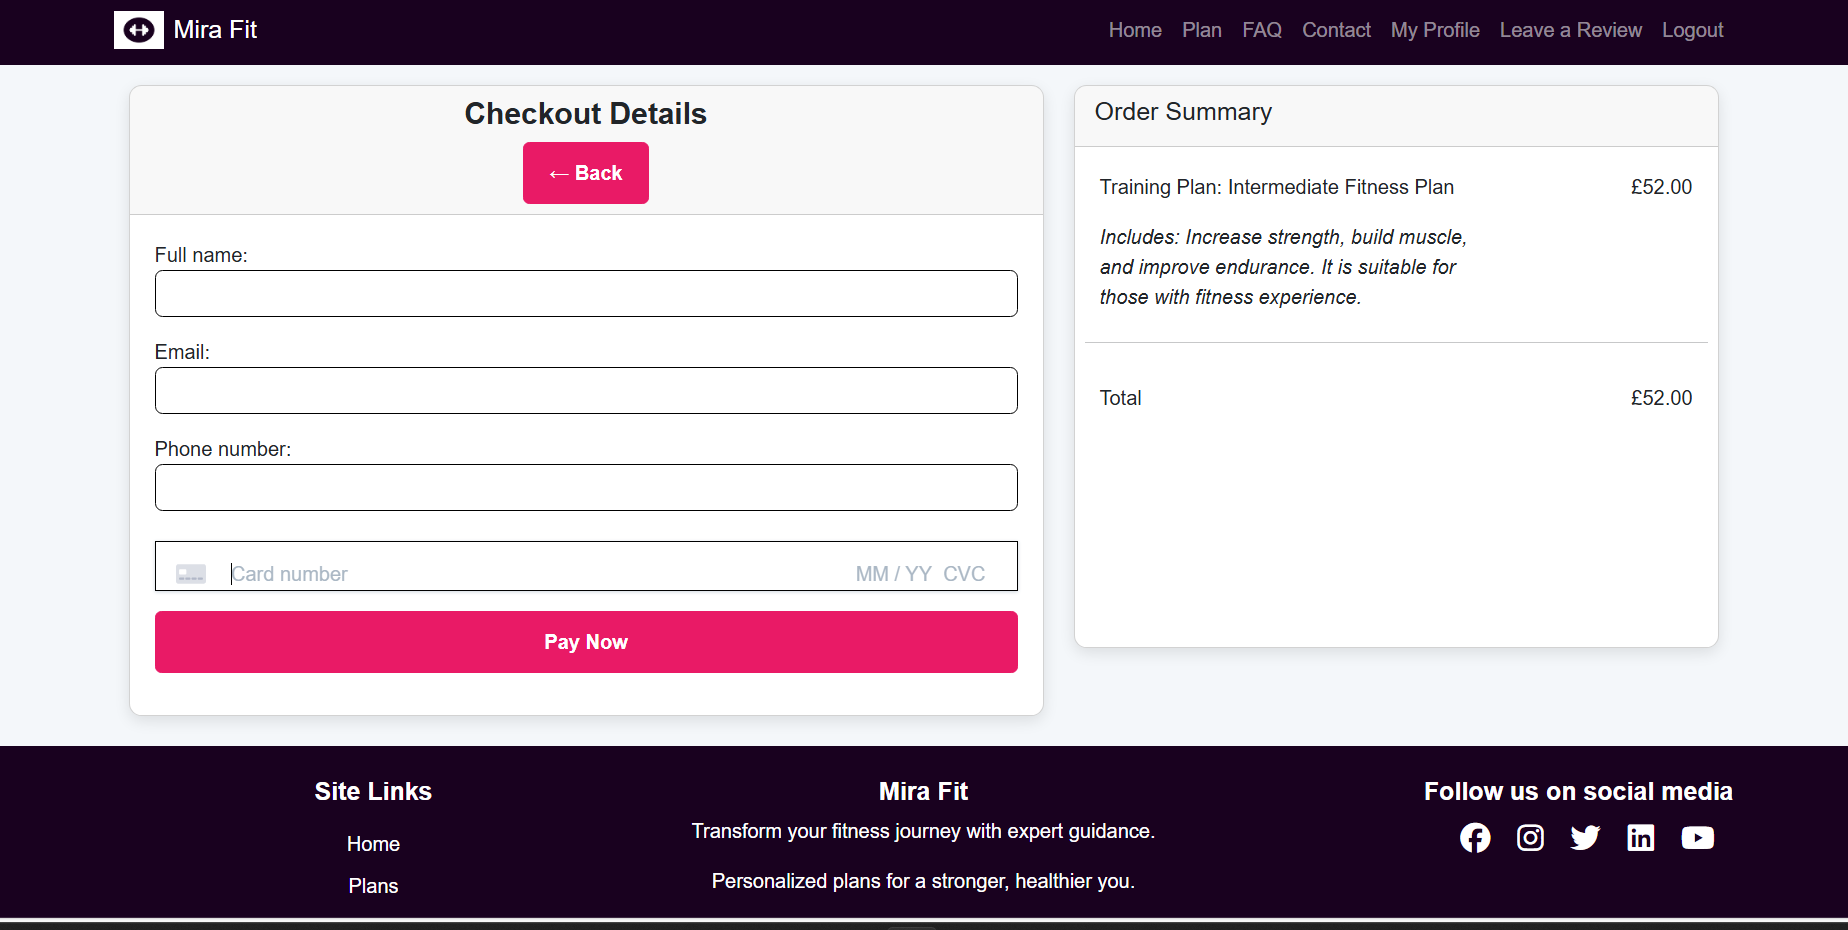 Mira Fit
Home Plan FAQ Contact My Profile Leave a Review Logout
Checkout Details
← Back
Full name:
Email:
Phone number:
Card number MM / YY CVC
Pay Now
Order Summary
Training Plan: Intermediate Fitness Plan £52.00
Includes: Increase strength, build muscle,
and improve endurance. It is suitable for
those with fitness experience.
Total £52.00
Site Links
Home
Plans
Mira Fit
Transform your fitness journey with expert guidance.
Personalized plans for a stronger, healthier you.
Follow us on social media